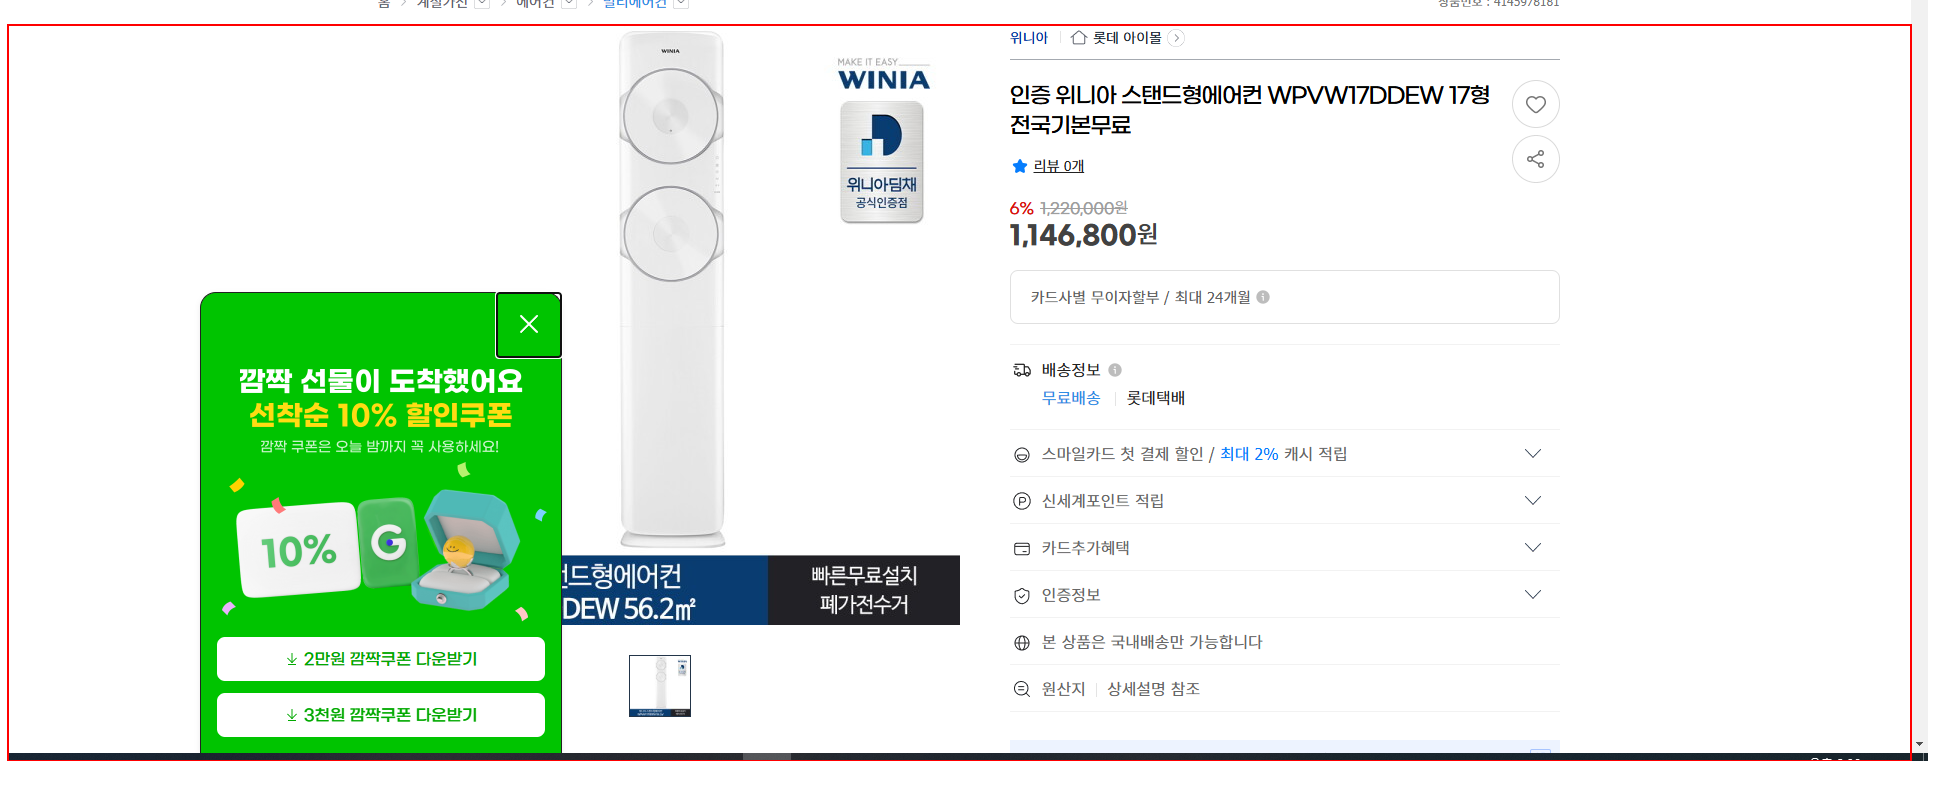 홈 > 계절가전 > 에어컨 > 멀티에어컨
상품번호 : 4145978181
WINIA
MAKE IT EASY
WINIA
위니아딤채
공식인증점
위니아 | 롯데 아이몰
인증 위니아 스탠드형에어컨 WPVW17DDEW 17형
전국기본무료
리뷰 0개
6% 1,220,000원
1,146,800원
카드사별 무이자할부 / 최대 24개월
배송정보
무료배송 | 롯데택배
스마일카드 첫 결제 할인 / 최대 2% 캐시 적립
신세계포인트 적립
카드추가혜택
인증정보
본 상품은 국내배송만 가능합니다
원산지 | 상세설명 참조
깜짝 선물이 도착했어요
선착순 10% 할인쿠폰
깜짝 쿠폰은 오늘 밤까지 꼭 사용하세요!
10%
G
2만원 깜짝쿠폰 다운받기
3천원 깜짝쿠폰 다운받기
드형에어컨
DEW 56.2㎡
빠른무료설치
폐가전수거